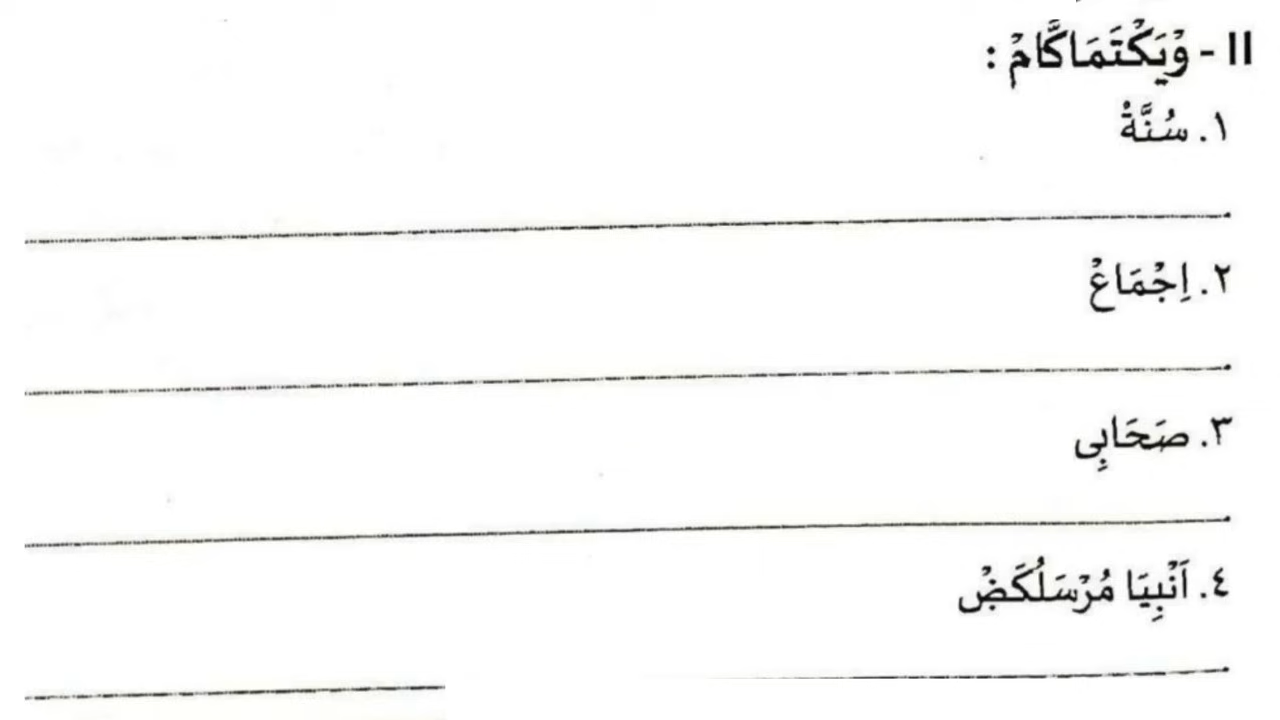 II - وْيَكْتَمَاكَّامْ :
١. سُنَّةْ
٢. اِجْمَاعْ
٣. صَحَابِى
٤. اَنْبِيَا مُرْسَلُكَضْ